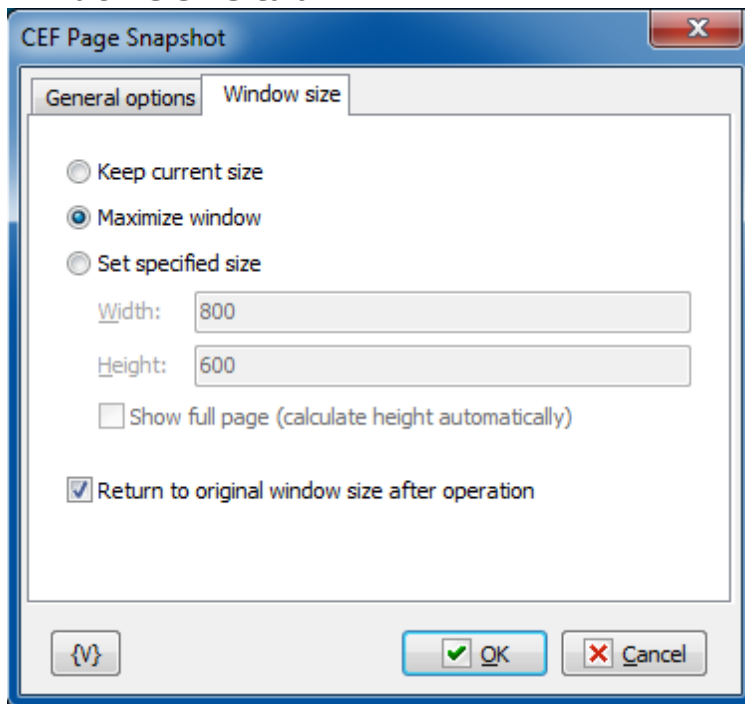 CEF Page Snapshot
General options Window size
Keep current size
Maximize window
Set specified size
Width: 800
Height: 600
Show full page (calculate height automatically)
Return to original window size after operation
{V} OK Cancel